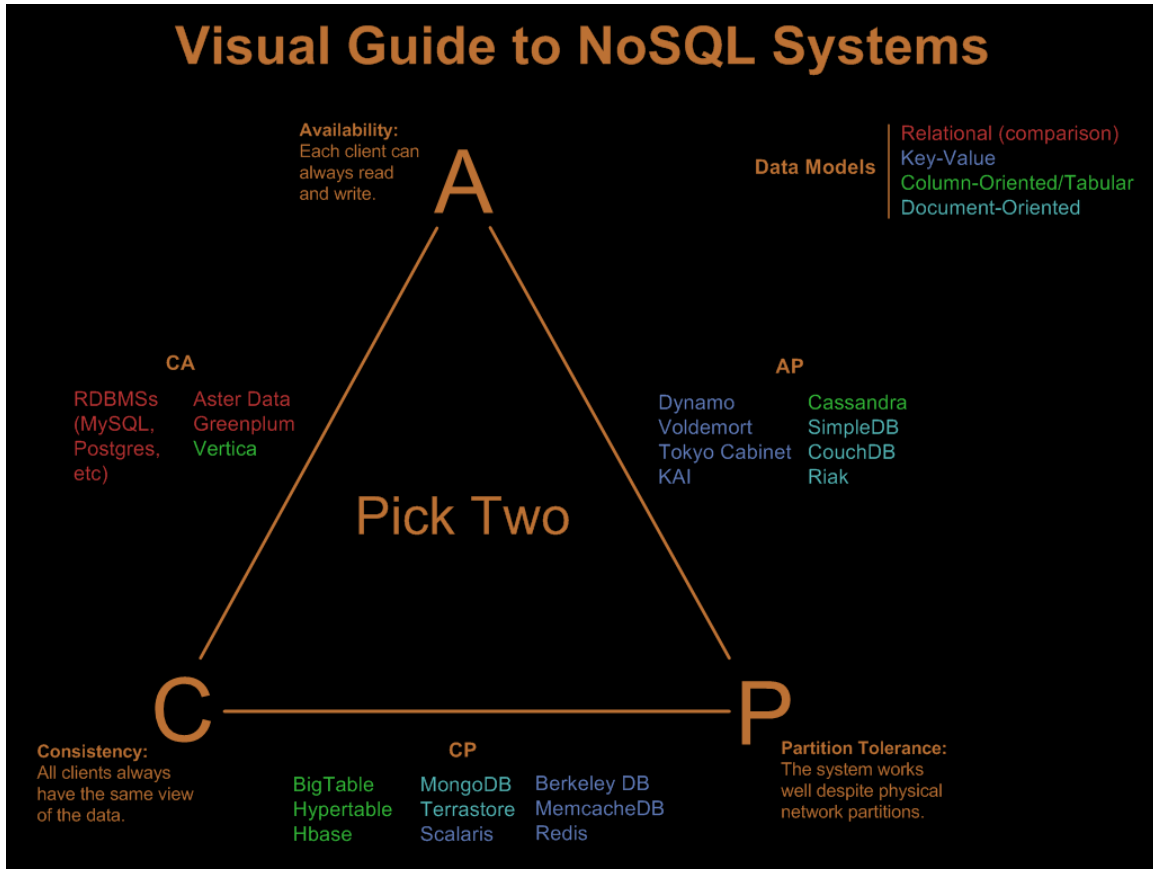 Visual Guide to NoSQL Systems
Availability:
Each client can
always read
and write.
A
Data Models
Relational (comparison)
Key-Value
Column-Oriented/Tabular
Document-Oriented
CA
RDBMSs
(MySQL,
Postgres,
etc)
Aster Data
Greenplum
Vertica
AP
Dynamo
Voldemort
Tokyo Cabinet
KAI
Cassandra
SimpleDB
CouchDB
Riak
Pick Two
C
P
Consistency:
All clients always
have the same view
of the data.
CP
BigTable
Hypertable
Hbase
MongoDB
Terrastore
Scalaris
Berkeley DB
MemcacheDB
Redis
Partition Tolerance:
The system works
well despite physical
network partitions.